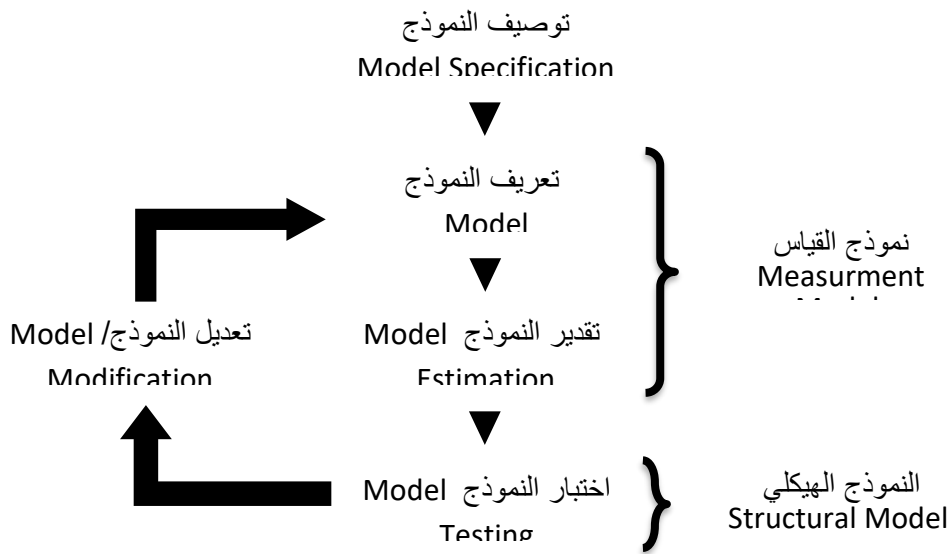 توصيف النموذج
Model Specification
تعريف النموذج
Model
نموذج القياس
Measurment
تعديل النموذج/ Model
Modification
تقدير النموذج Model
Estimation
اختبار النموذج Model
Testing
النموذج الهيكلي
Structural Model